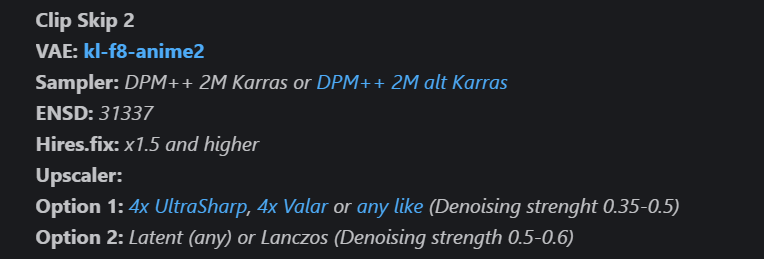 Clip Skip 2
VAE: kl-f8-anime2
Sampler: DPM++ 2M Karras or DPM++ 2M alt Karras
ENSD: 31337
Hires.fix: x1.5 and higher
Upscaler:
Option 1: 4x UltraSharp, 4x Valar or any like (Denoising strenght 0.35-0.5)
Option 2: Latent (any) or Lanczos (Denoising strength 0.5-0.6)